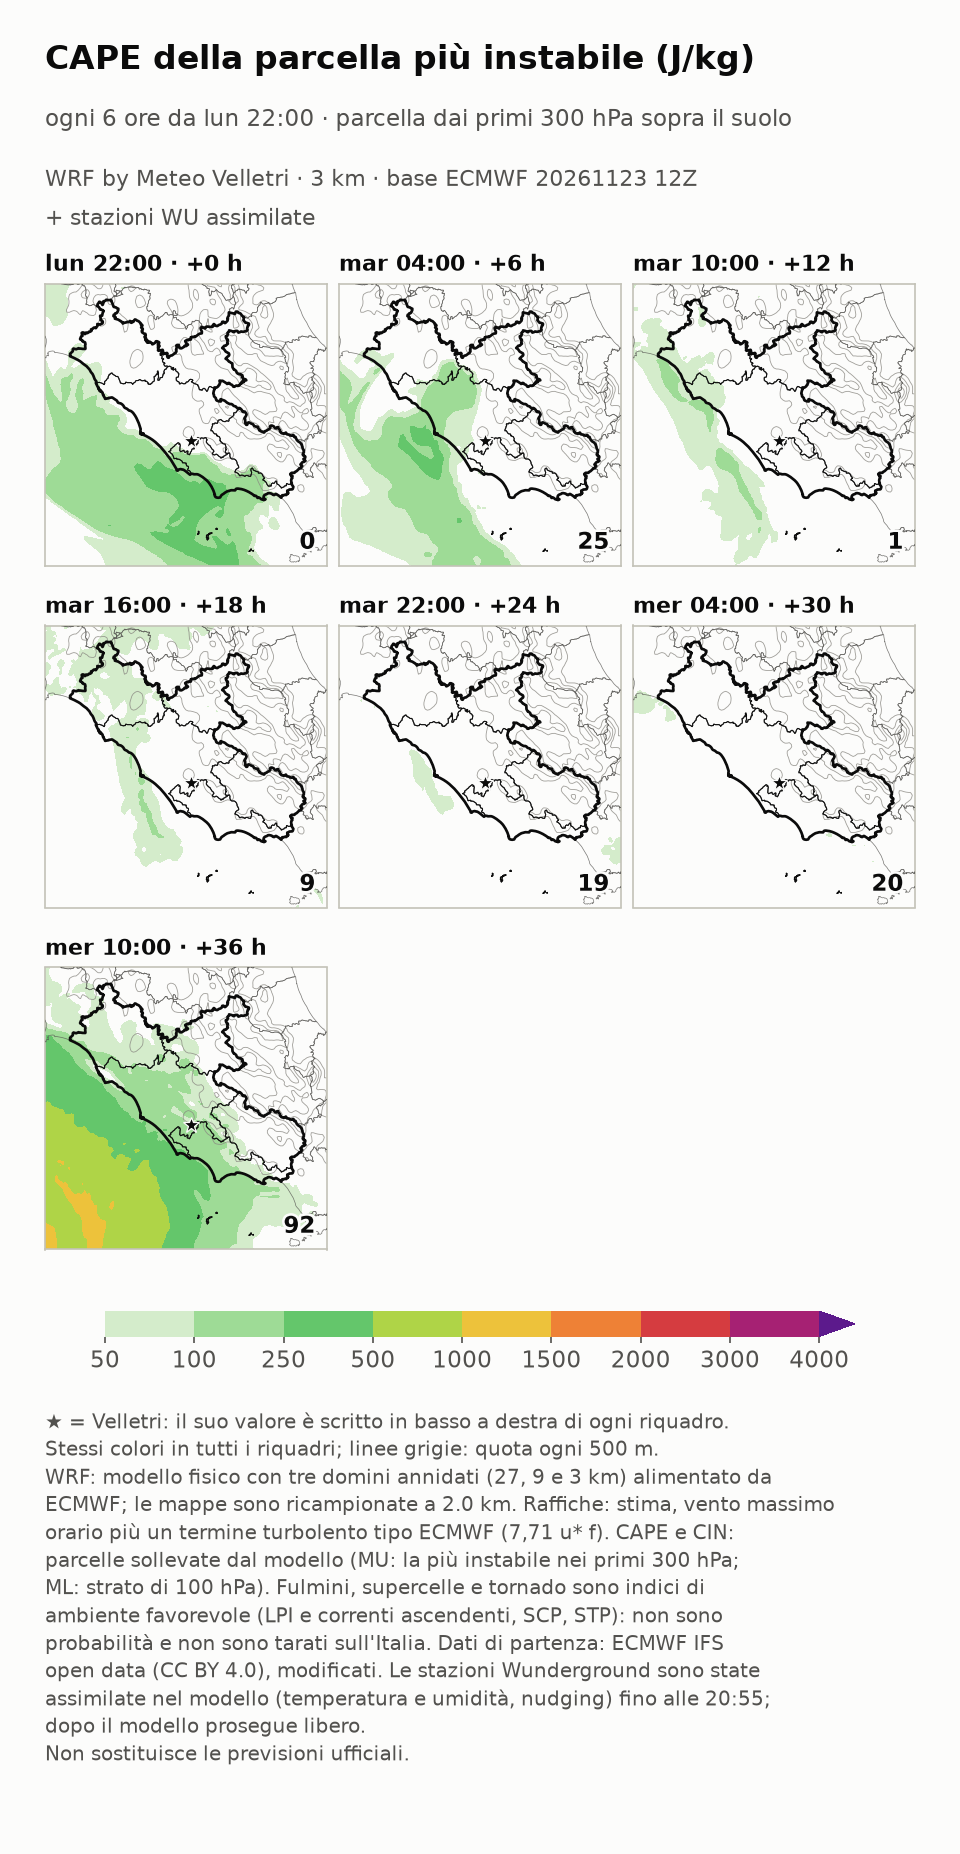 CAPE della parcella più instabile (J/kg)
ogni 6 ore da lun 22:00 · parcella dai primi 300 hPa sopra il suolo
WRF by Meteo Velletri · 3 km · base ECMWF 20261123 12Z
+ stazioni WU assimilate
lun 22:00 · +0 h
mar 04:00 · +6 h
mar 10:00 · +12 h
0
25
1
mar 16:00 · +18 h
mar 22:00 · +24 h
mer 04:00 · +30 h
9
19
20
mer 10:00 · +36 h
92
50 100 250 500 1000 1500 2000 3000 4000
★ = Velletri: il suo valore è scritto in basso a destra di ogni riquadro.
Stessi colori in tutti i riquadri; linee grigie: quota ogni 500 m.
WRF: modello fisico con tre domini annidati (27, 9 e 3 km) alimentato da
ECMWF; le mappe sono ricampionate a 2.0 km. Raffiche: stima, vento massimo
orario più un termine turbolento tipo ECMWF (7,71 u* f). CAPE e CIN:
parcelle sollevate dal modello (MU: la più instabile nei primi 300 hPa;
ML: strato di 100 hPa). Fulmini, supercelle e tornado sono indici di
ambiente favorevole (LPI e correnti ascendenti, SCP, STP): non sono
probabilità e non sono tarati sull'Italia. Dati di partenza: ECMWF IFS
open data (CC BY 4.0), modificati. Le stazioni Wunderground sono state
assimilate nel modello (temperatura e umidità, nudging) fino alle 20:55;
dopo il modello prosegue libero.
Non sostituisce le previsioni ufficiali.